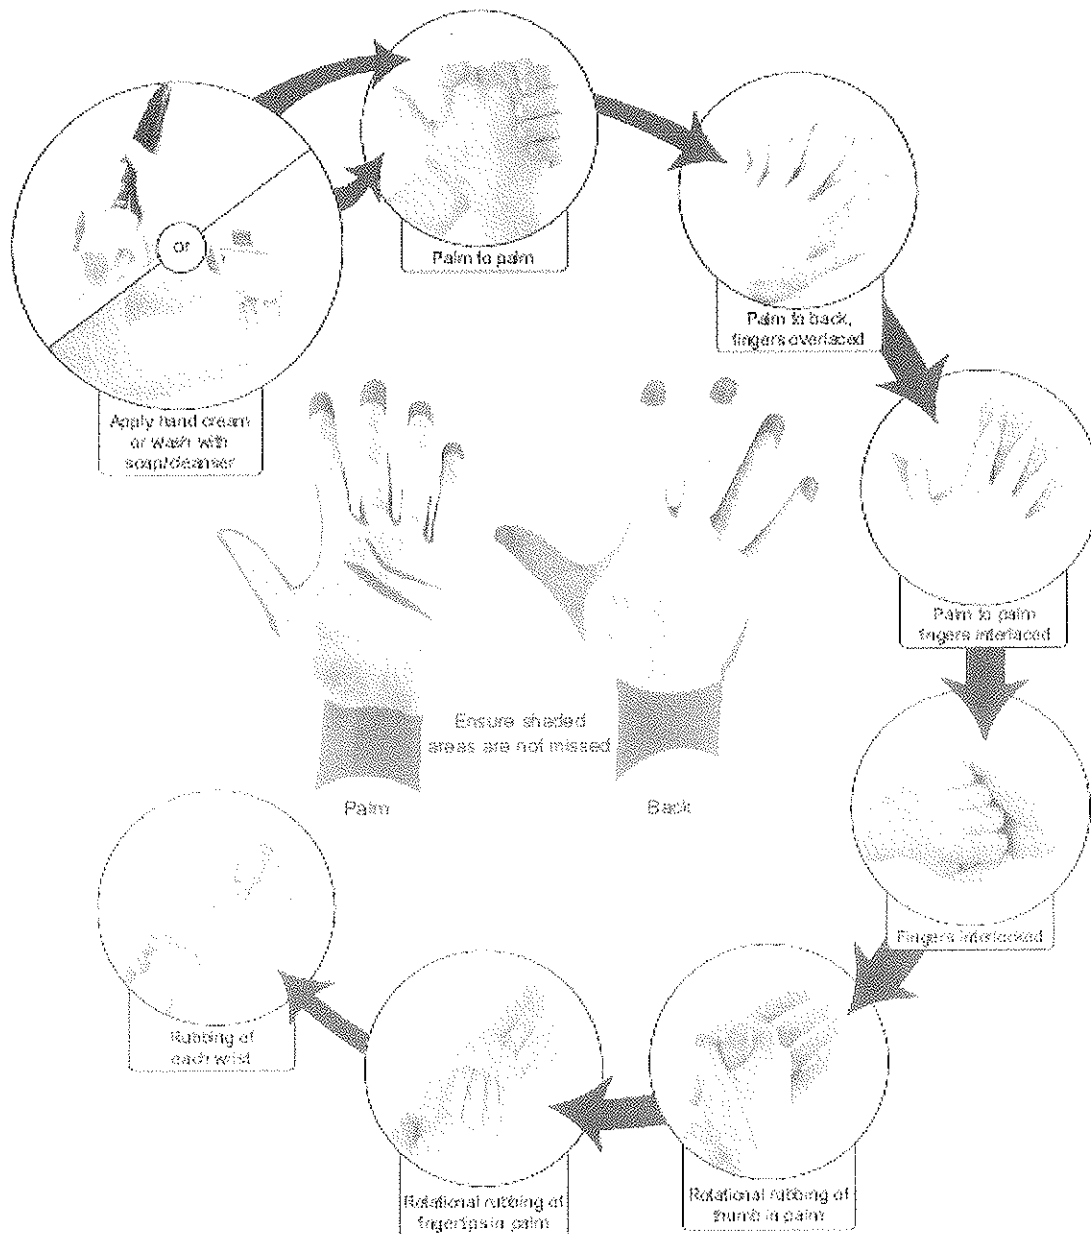 or
Apply hand cream
or wash with
soap/cleanser
Palm to palm
Palm to back,
fingers overlaced
Palm to palm
fingers interlaced
Fingers interlocked
Rotational rubbing of
thumb in palm
Rotational rubbing of
fingertips in palm
Rubbing of
each wrist
Ensure shaded
areas are not missed
Palm
Back